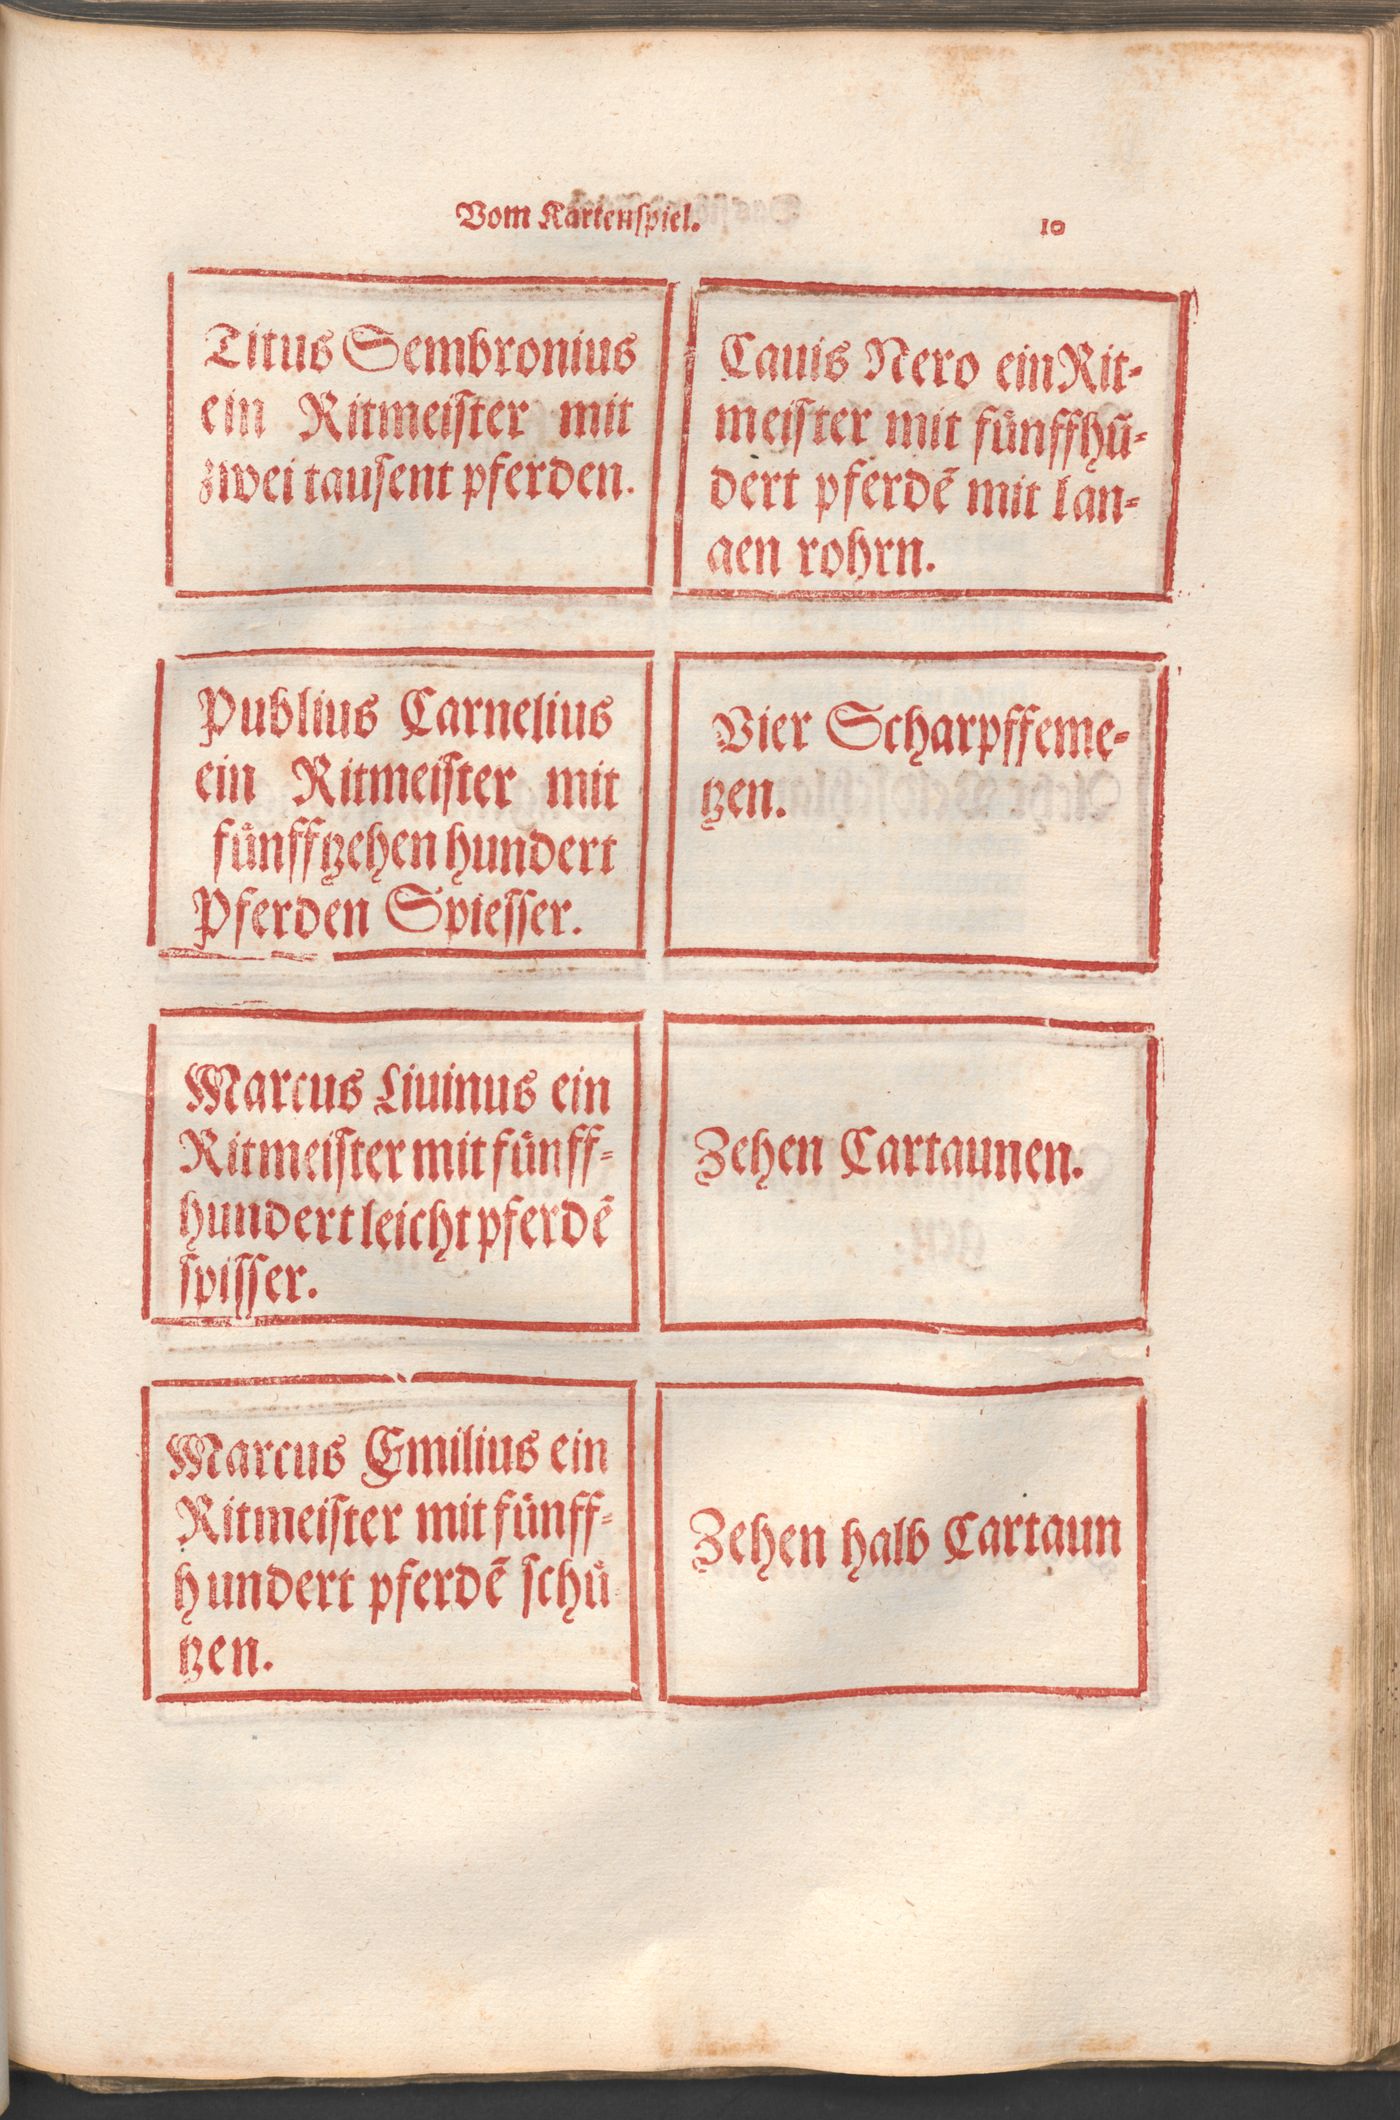 Vom Kartenspiel.
10
Titus Sembronius
ein Ritmeister mit
zwei tausent pferden.
Cauis Nero ein Rit-
meister mit fünffhū-
dert pferdē mit lan-
gen rohrn.
Publius Carnelius
ein Ritmeister mit
fünfftzehen hundert
Pferden Spiesser.
Vier Scharpffeme-
tzen.
Marcus Liuinus ein
Ritmeister mit fünff-
hundert leicht pferdē
spisser.
Zehen Cartaunen.
Marcus Emilius ein
Ritmeister mit fünff-
hundert pferdē schü
tzen.
Zehen halb Cartaun